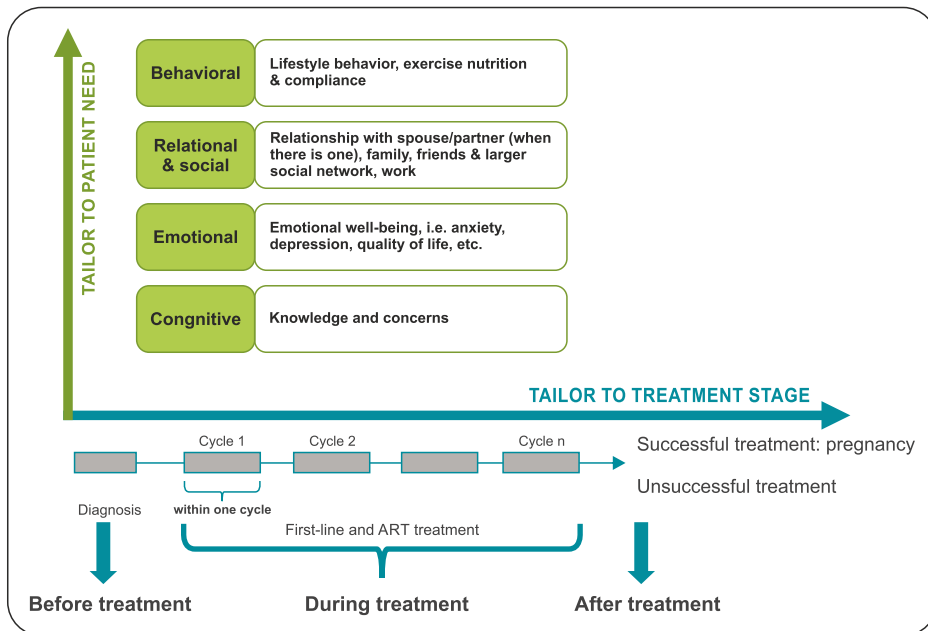 TAILOR TO PATIENT NEED
Behavioral
Lifestyle behavior, exercise nutrition
& compliance
Relational
& social
Relationship with spouse/partner (when
there is one), family, friends & larger
social network, work
Emotional
Emotional well-being, i.e. anxiety,
depression, quality of life, etc.
Congnitive
Knowledge and concerns
TAILOR TO TREATMENT STAGE
Cycle 1
Cycle 2
Cycle n
Successful treatment: pregnancy
Unsuccessful treatment
Diagnosis
within one cycle
First-line and ART treatment
Before treatment
During treatment
After treatment